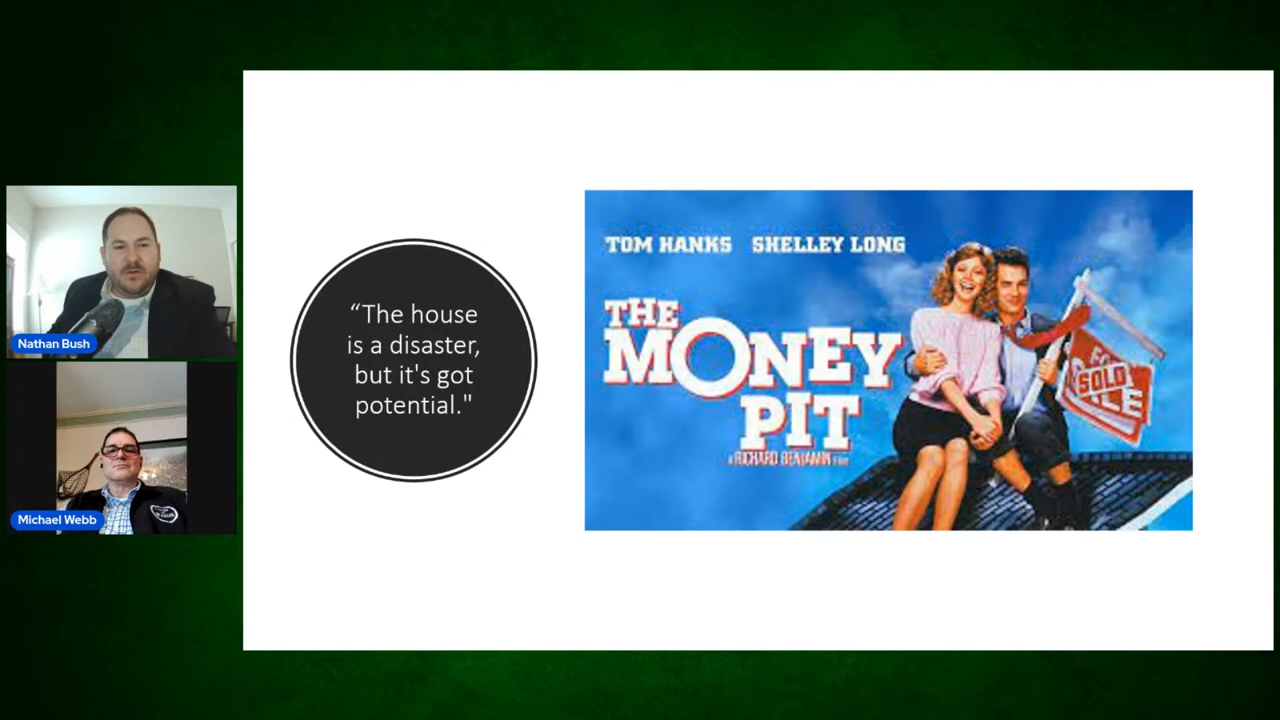 Nathan Bush
Michael Webb
“The house
is a disaster,
but it's got
potential."
TOM HANKS SHELLEY LONG
THE
MONEY
PIT
A RICHARD BENJAMIN FILM
SOLD